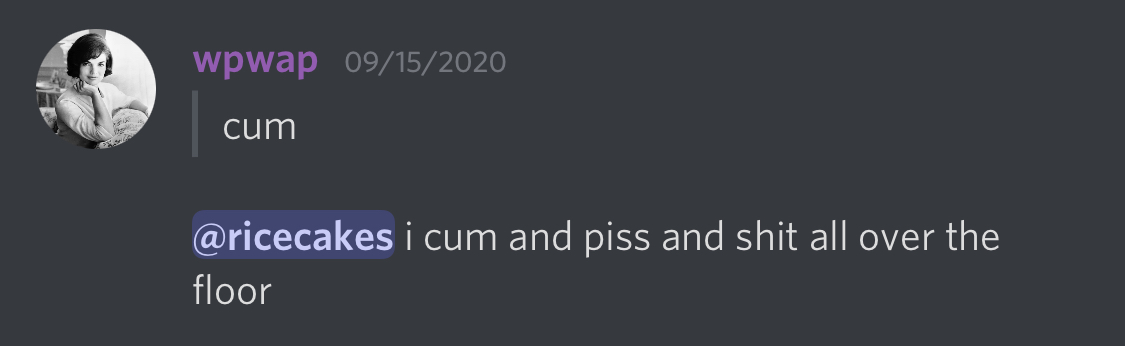 wpwap 09/15/2020
cum
@ricecakes i cum and piss and shit all over the
floor